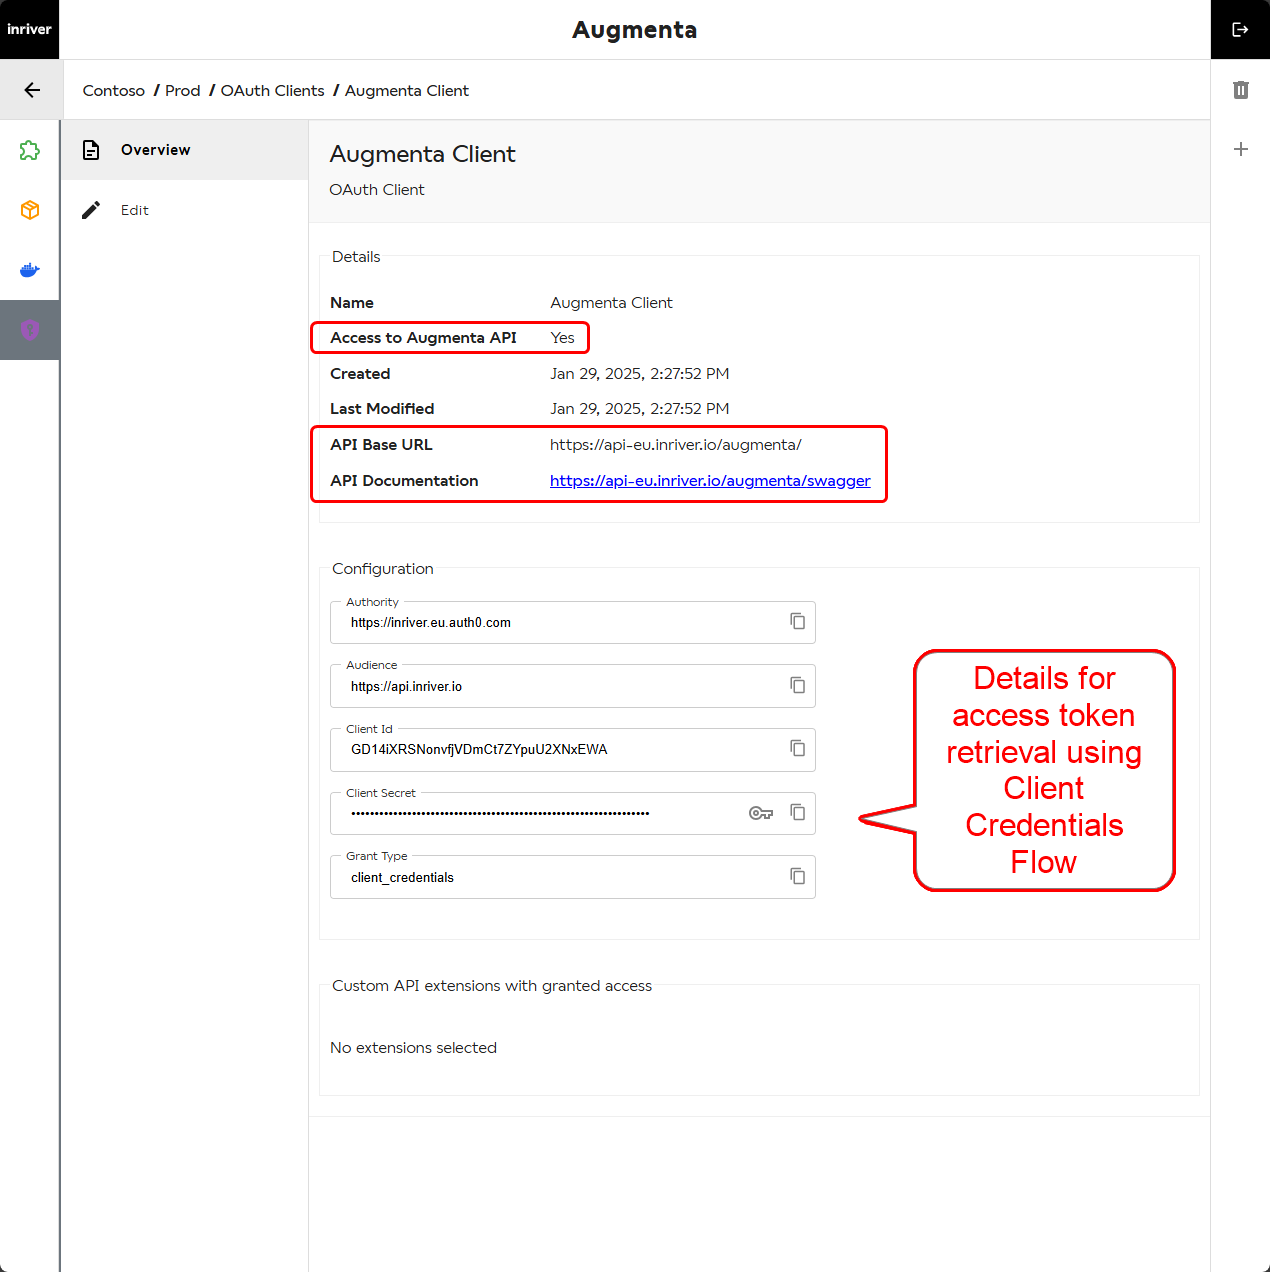 inriver
Augmenta
Contoso / Prod / OAuth Clients / Augmenta Client
Overview
Edit
Augmenta Client
OAuth Client
Details
Name Augmenta Client
Access to Augmenta API Yes
Created Jan 29, 2025, 2:27:52 PM
Last Modified Jan 29, 2025, 2:27:52 PM
API Base URL https://api-eu.inriver.io/augmenta/
API Documentation https://api-eu.inriver.io/augmenta/swagger
Configuration
Authority
https://inriver.eu.auth0.com
Audience
https://api.inriver.io
Client Id
GD14iXRSNonvfjVDmCt7ZYpuU2XNxEWA
Client Secret
Grant Type
client_credentials
Details for
access token
retrieval using
Client
Credentials
Flow
Custom API extensions with granted access
No extensions selected